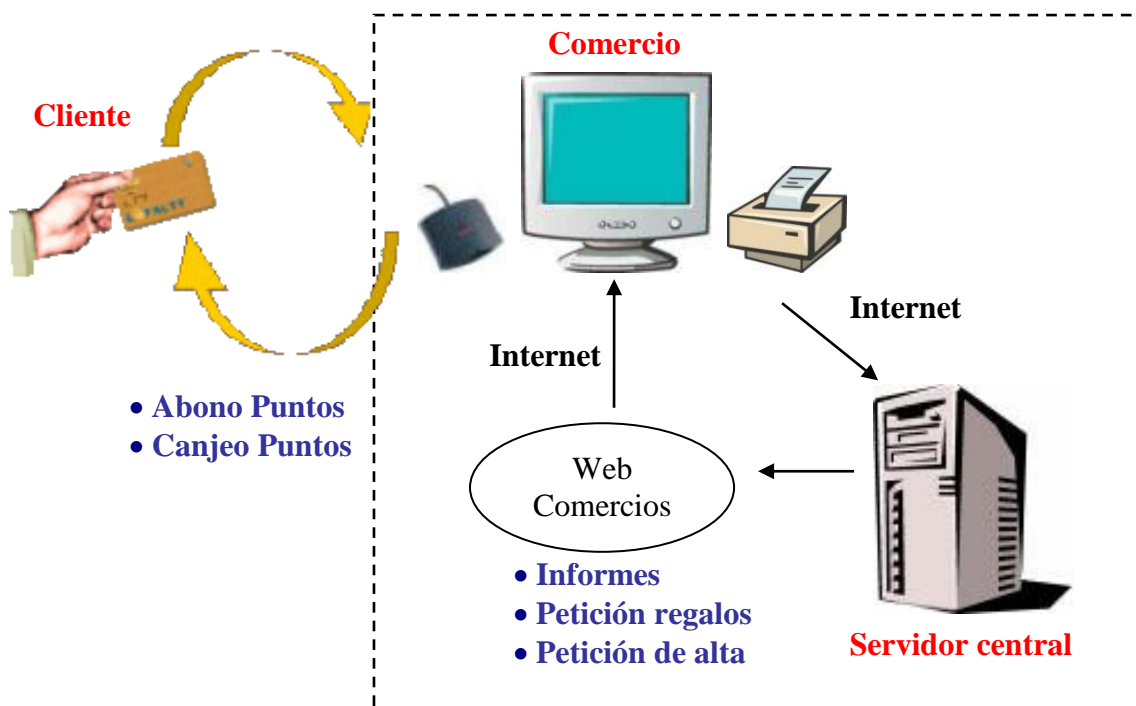 Comercio
Cliente
Internet
Internet
• Abono Puntos
• Canjeo Puntos
Web
Comercios
• Informes
• Petición regalos
• Petición de alta
Servidor central